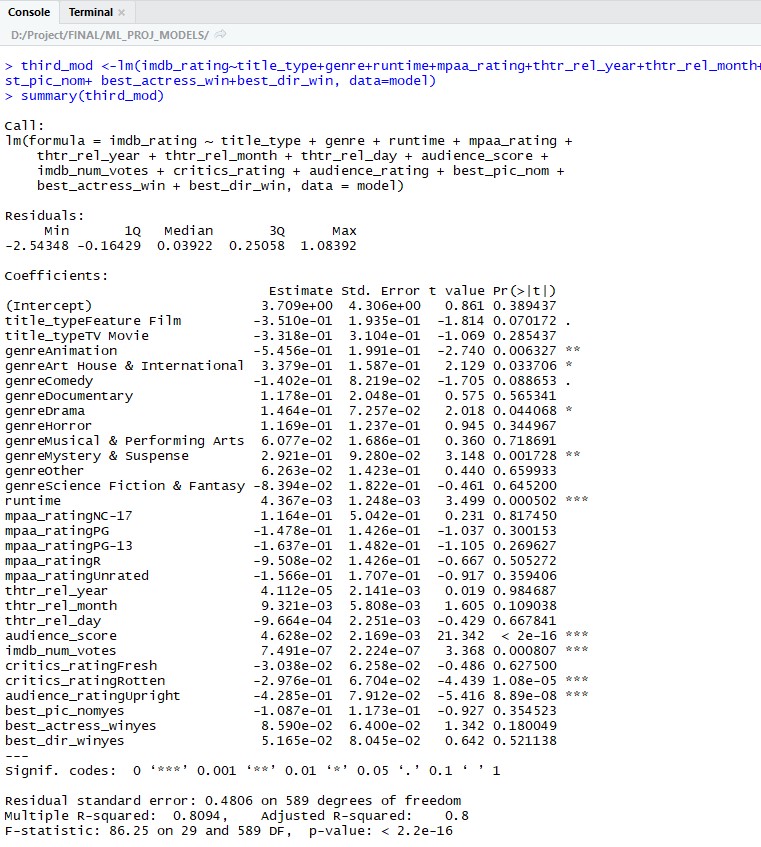 Console Terminal ×
D:/Project/FINAL/ML_PROJ_MODELS/
> third_mod <-lm(imdb_rating~title_type+genre+runtime+mpaa_rating+thtr_rel_year+thtr_rel_month+
st_pic_nom+ best_actress_win+best_dir_win, data=model)
> summary(third_mod)
Call:
lm(formula = imdb_rating ~ title_type + genre + runtime + mpaa_rating +
    thtr_rel_year + thtr_rel_month + thtr_rel_day + audience_score +
    imdb_num_votes + critics_rating + audience_rating + best_pic_nom +
    best_actress_win + best_dir_win, data = model)
Residuals:
     Min       1Q   Median       3Q      Max
-2.54348 -0.16429  0.03922  0.25058  1.08392
Coefficients:
                                 Estimate Std. Error t value Pr(>|t|)
(Intercept)                     3.709e+00  4.306e+00   0.861 0.389437
title_typeFeature Film         -3.510e-01  1.935e-01  -1.814 0.070172 .
title_typeTV Movie             -3.318e-01  3.104e-01  -1.069 0.285437
genreAnimation                 -5.456e-01  1.991e-01  -2.740 0.006327 **
genreArt House & International  3.379e-01  1.587e-01   2.129 0.033706 *
genreComedy                    -1.402e-01  8.219e-02  -1.705 0.088653 .
genreDocumentary                1.178e-01  2.048e-01   0.575 0.565341
genreDrama                      1.464e-01  7.257e-02   2.018 0.044068 *
genreHorror                     1.169e-01  1.237e-01   0.945 0.344967
genreMusical & Performing Arts  6.077e-02  1.686e-01   0.360 0.718691
genreMystery & Suspense         2.921e-01  9.280e-02   3.148 0.001728 **
genreOther                      6.263e-02  1.423e-01   0.440 0.659933
genreScience Fiction & Fantasy -8.394e-02  1.822e-01  -0.461 0.645200
runtime                         4.367e-03  1.248e-03   3.499 0.000502 ***
mpaa_ratingNC-17                1.164e-01  5.042e-01   0.231 0.817450
mpaa_ratingPG                  -1.478e-01  1.426e-01  -1.037 0.300153
mpaa_ratingPG-13               -1.637e-01  1.482e-01  -1.105 0.269627
mpaa_ratingR                   -9.508e-02  1.426e-01  -0.667 0.505272
mpaa_ratingUnrated             -1.566e-01  1.707e-01  -0.917 0.359406
thtr_rel_year                   4.112e-05  2.141e-03   0.019 0.984687
thtr_rel_month                  9.321e-03  5.808e-03   1.605 0.109038
thtr_rel_day                   -9.664e-04  2.251e-03  -0.429 0.667841
audience_score                  4.628e-02  2.169e-03  21.342  < 2e-16 ***
imdb_num_votes                  7.491e-07  2.224e-07   3.368 0.000807 ***
critics_ratingFresh            -3.038e-02  6.258e-02  -0.486 0.627500
critics_ratingRotten           -2.976e-01  6.704e-02  -4.439 1.08e-05 ***
audience_ratingUpright         -4.285e-01  7.912e-02  -5.416 8.89e-08 ***
best_pic_nomyes                -1.087e-01  1.173e-01  -0.927 0.354523
best_actress_winyes             8.590e-02  6.400e-02   1.342 0.180049
best_dir_winyes                 5.165e-02  8.045e-02   0.642 0.521138
---
Signif. codes:  0 ‘***’ 0.001 ‘**’ 0.01 ‘*’ 0.05 ‘.’ 0.1 ‘ ’ 1
Residual standard error: 0.4806 on 589 degrees of freedom
Multiple R-squared:  0.8094,    Adjusted R-squared:    0.8
F-statistic: 86.25 on 29 and 589 DF,  p-value: < 2.2e-16